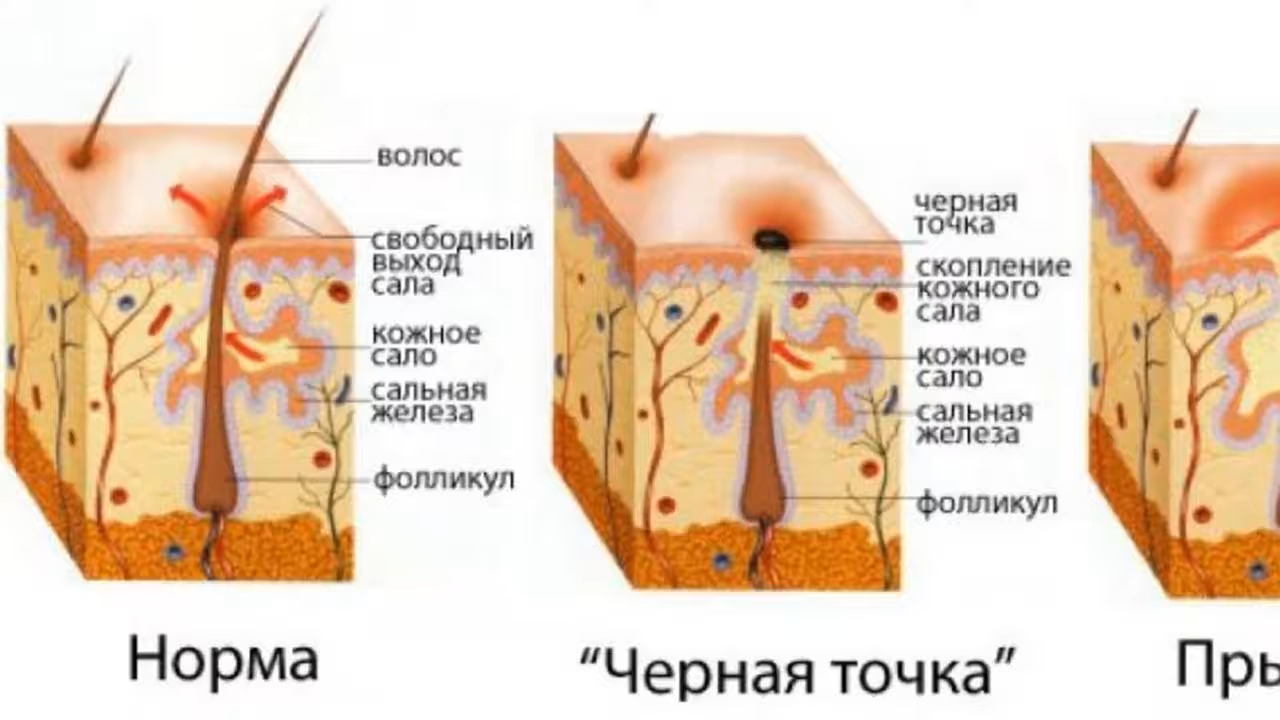 волос
свободный
выход
сала
кожное
сало
сальная
железа
фолликул
Норма
черная
точка
скопление
кожного
сала
кожное
сало
сальная
железа
фолликул
“Черная точка”
Пры